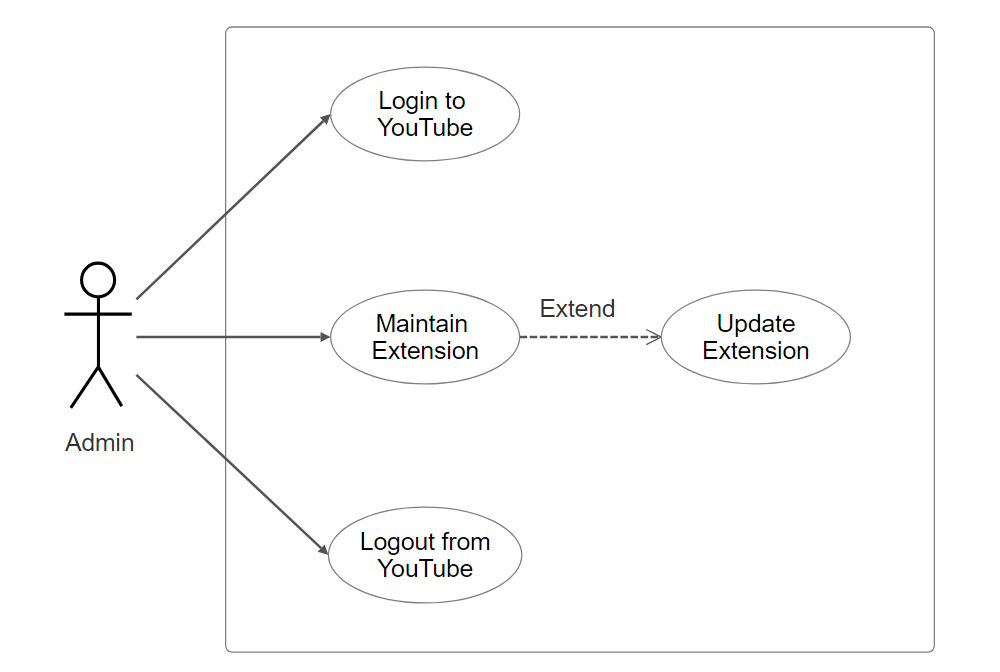 Login to
YouTube
Maintain
Extension
Extend
Update
Extension
Admin
Logout from
YouTube